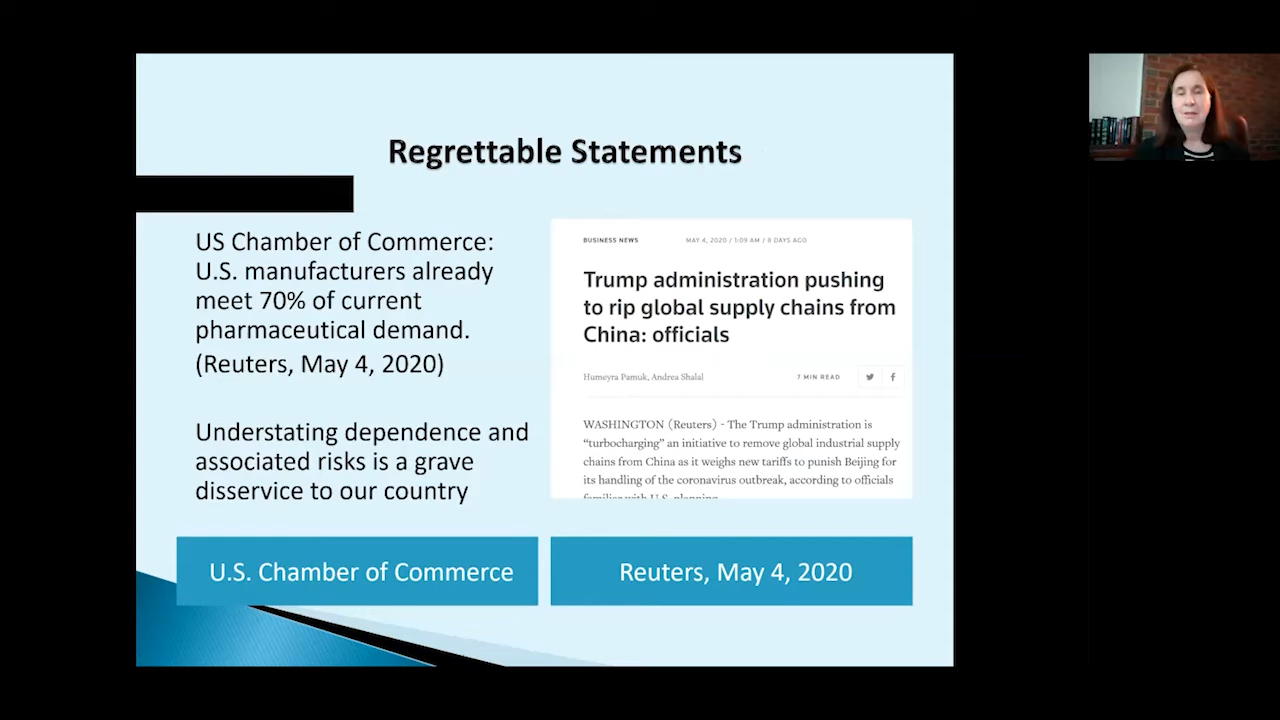 Regrettable Statements
US Chamber of Commerce:
U.S. manufacturers already
meet 70% of current
pharmaceutical demand.
(Reuters, May 4, 2020)
Understating dependence and
associated risks is a grave
disservice to our country
BUSINESS NEWS MAY 4, 2020 / 1:09 AM / 8 DAYS AGO
Trump administration pushing
to rip global supply chains from
China: officials
Humeyra Pamuk, Andrea Shalal 7 MIN READ
WASHINGTON (Reuters) - The Trump administration is
“turbocharging” an initiative to remove global industrial supply
chains from China as it weighs new tariffs to punish Beijing for
its handling of the coronavirus outbreak, according to officials
familiar with U.S. planning.
U.S. Chamber of Commerce
Reuters, May 4, 2020